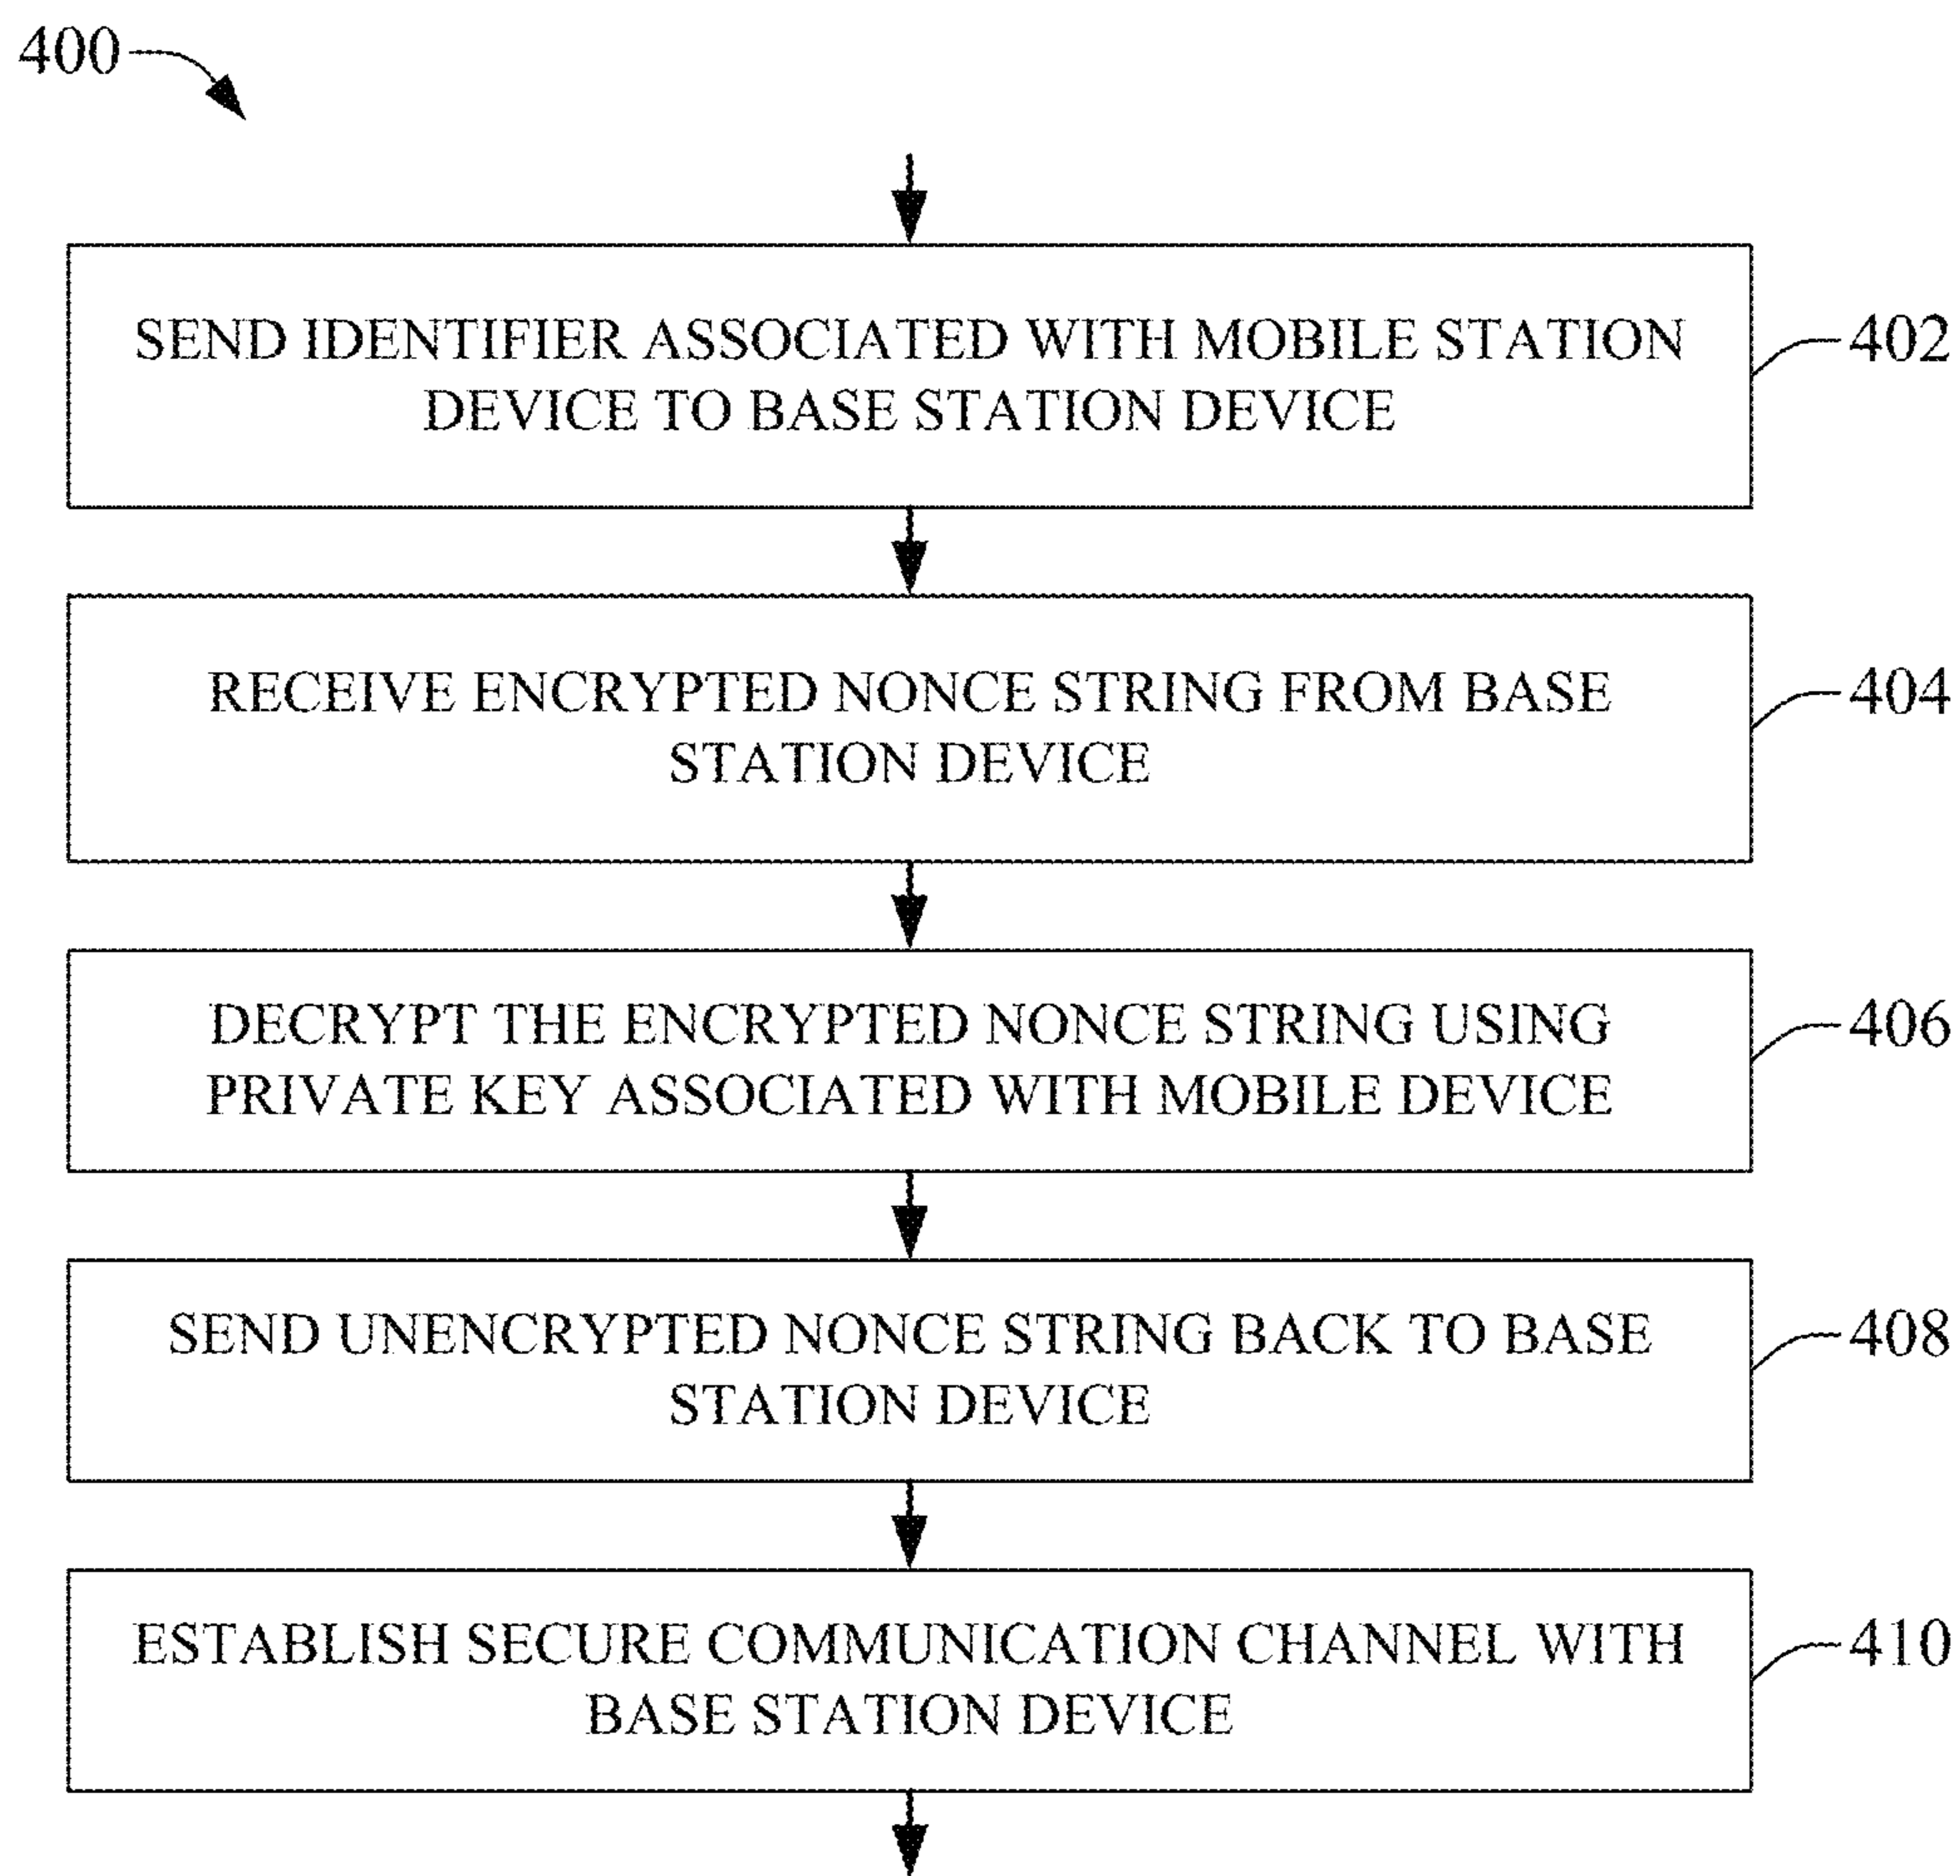 400
SEND IDENTIFIER ASSOCIATED WITH MOBILE STATION
DEVICE TO BASE STATION DEVICE
402
RECEIVE ENCRYPTED NONCE STRING FROM BASE
STATION DEVICE
404
DECRYPT THE ENCRYPTED NONCE STRING USING
PRIVATE KEY ASSOCIATED WITH MOBILE DEVICE
406
SEND UNENCRYPTED NONCE STRING BACK TO BASE
STATION DEVICE
408
ESTABLISH SECURE COMMUNICATION CHANNEL WITH
BASE STATION DEVICE
410